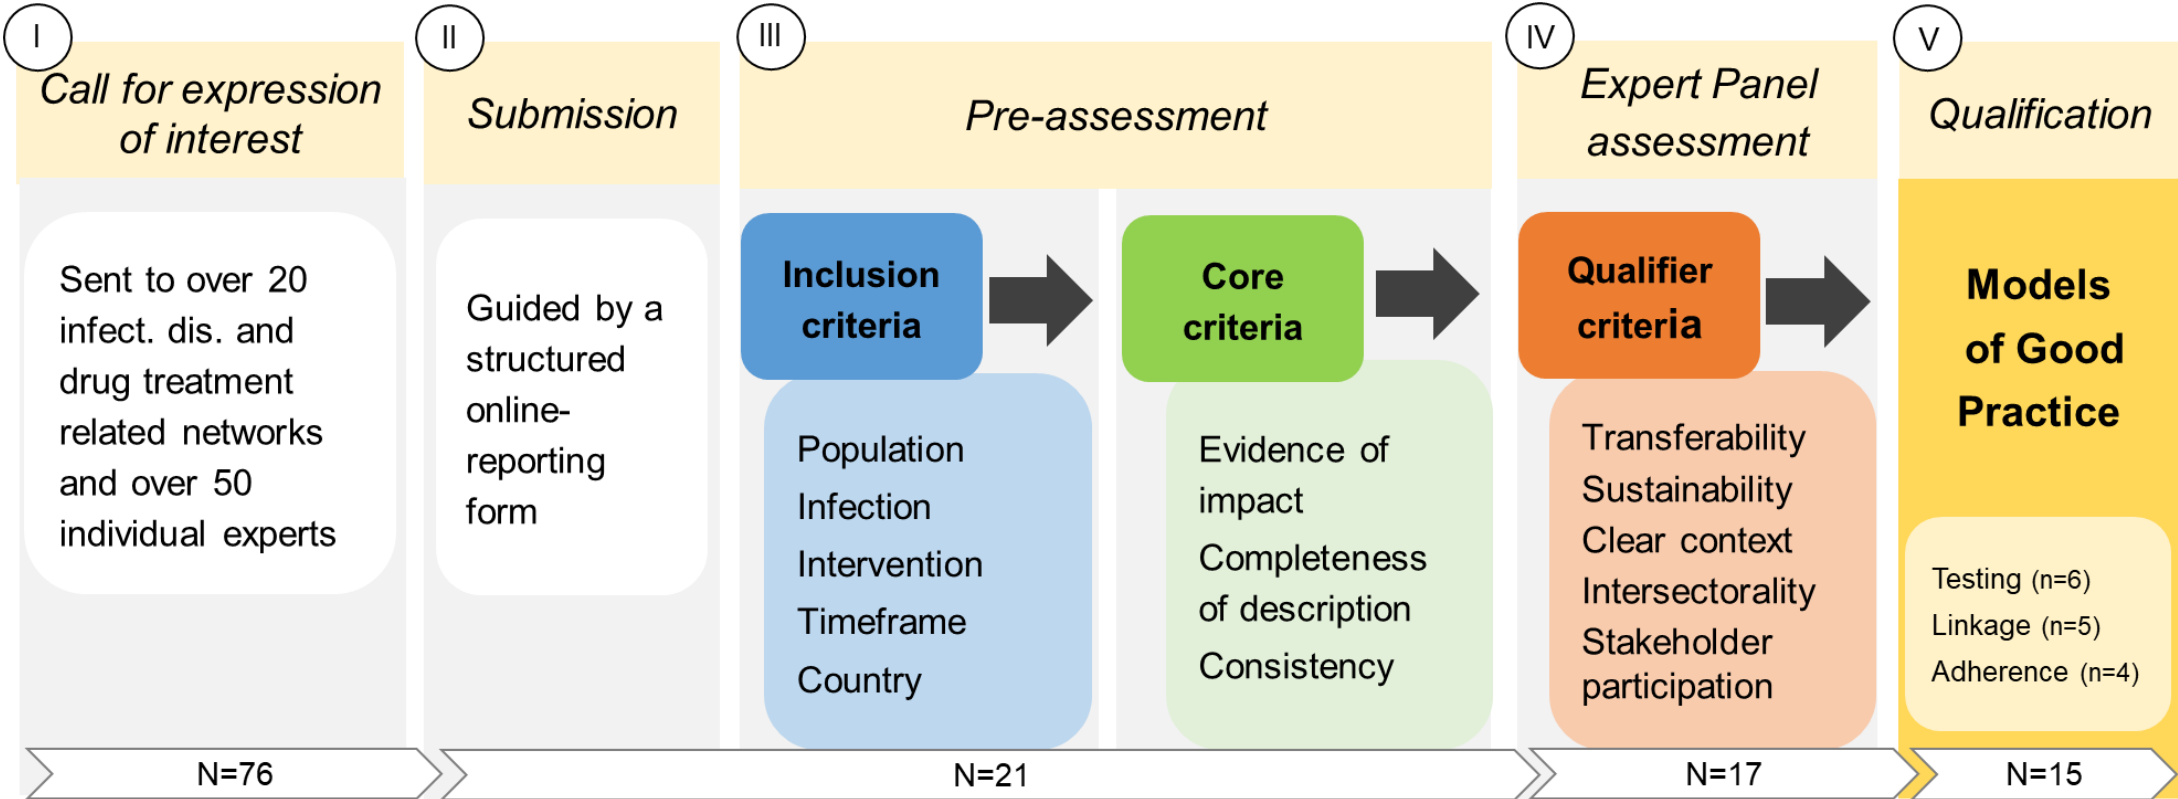 I
Call for expression
of interest
Sent to over 20
infect. dis. and
drug treatment
related networks
and over 50
individual experts
N=76
II
Submission
Guided by a
structured
online-
reporting
form
III
Pre-assessment
Inclusion
criteria
Population
Infection
Intervention
Timeframe
Country
Core
criteria
Evidence of
impact
Completeness
of description
Consistency
N=21
IV
Expert Panel
assessment
Qualifier
criteria
Transferability
Sustainability
Clear context
Intersectorality
Stakeholder
participation
N=17
V
Qualification
Models
of Good
Practice
Testing (n=6)
Linkage (n=5)
Adherence (n=4)
N=15